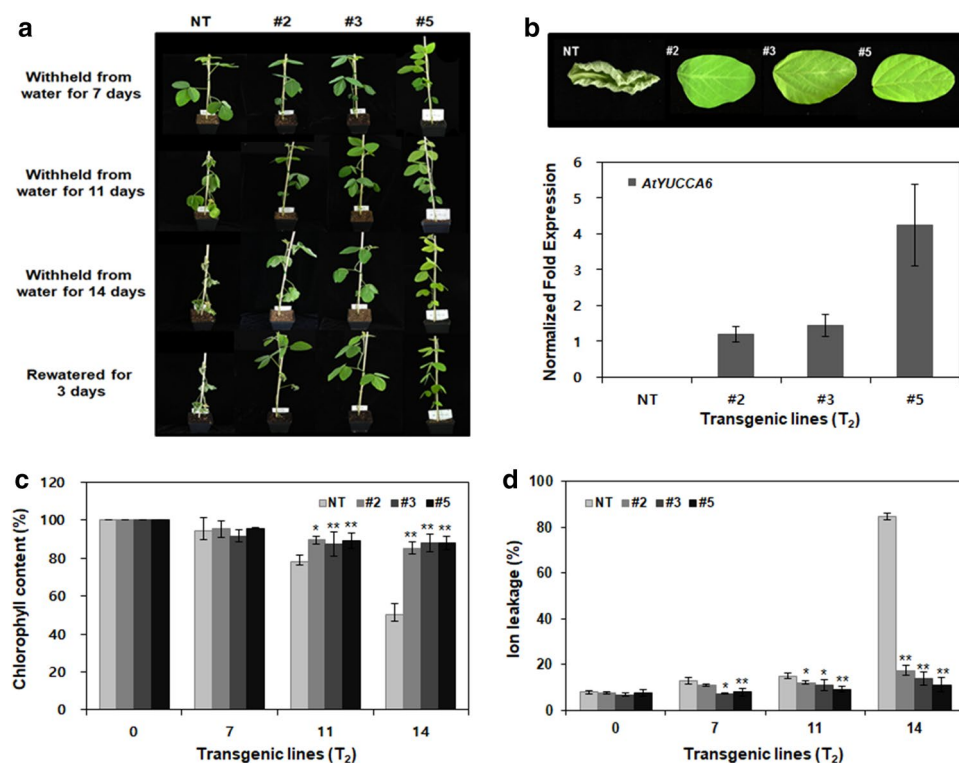 a
NT #2 #3 #5
Withheld from
water for 7 days
Withheld from
water for 11 days
Withheld from
water for 14 days
Rewatered for
3 days
b
NT #2 #3 #5
Normalized Fold Expression
6
5
4
3
2
1
0
AtYUCCA6
NT #2 #3 #5
Transgenic lines (T2)
c
Chlorophyll content (%)
120
100
80
60
40
20
0
NT #2 #3 #5
* ** **
** ** **
0 7 11 14
Transgenic lines (T2)
d
Ion leakage (%)
100
80
60
40
20
0
NT #2 #3 #5
* **
* * **
** ** **
0 7 11 14
Transgenic lines (T2)